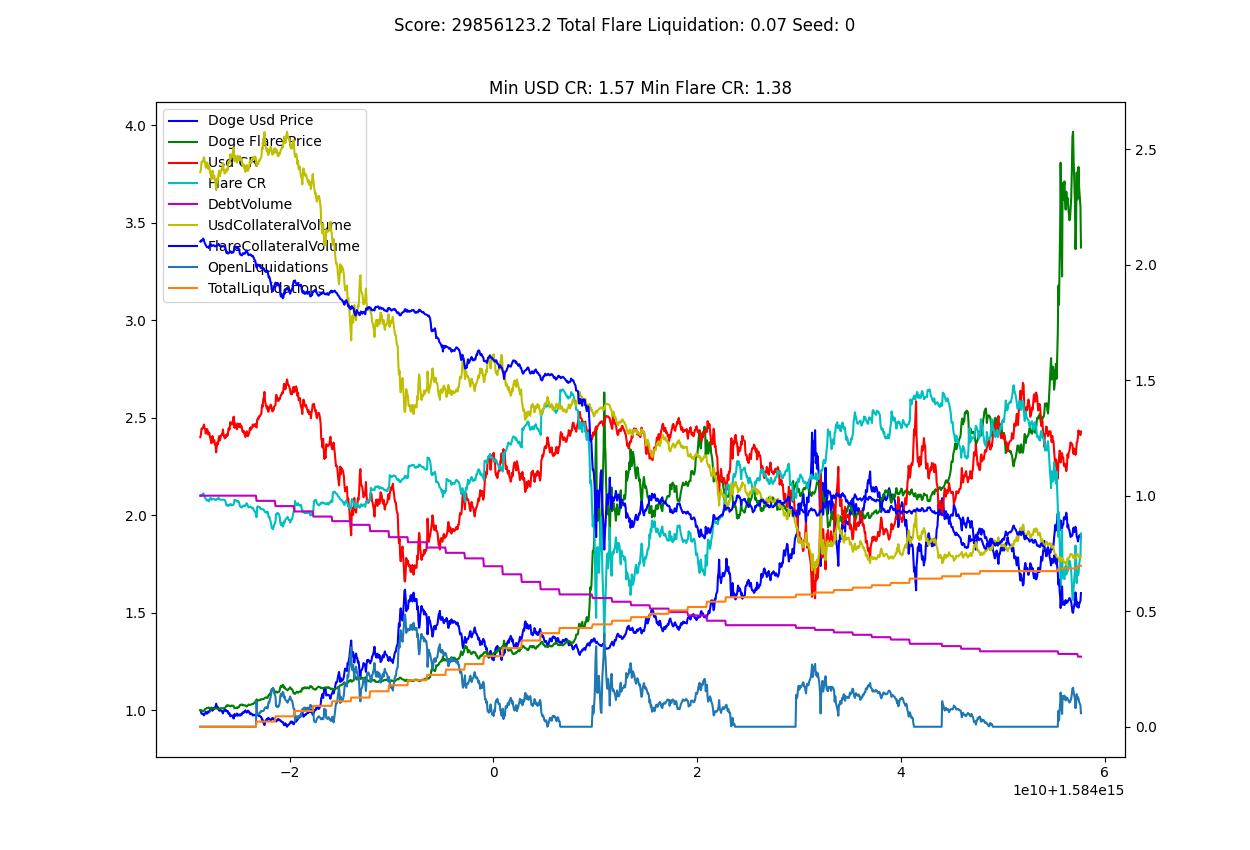 Score: 29856123.2 Total Flare Liquidation: 0.07 Seed: 0
Min USD CR: 1.57 Min Flare CR: 1.38
Doge Usd Price
Doge Flare Price
Usd CR
Flare CR
DebtVolume
UsdCollateralVolume
FlareCollateralVolume
OpenLiquidations
TotalLiquidations
4.0
3.5
3.0
2.5
2.0
1.5
1.0
2.5
2.0
1.5
1.0
0.5
0.0
−2
0
2
4
6
1e10+1.584e15